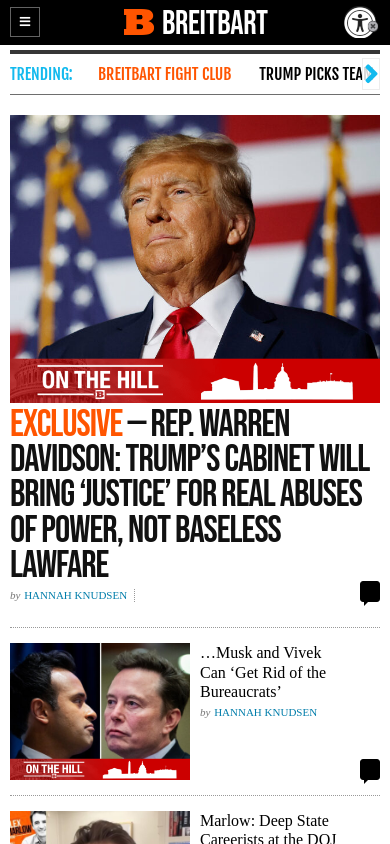 BREITBART
TRENDING:
BREITBART FIGHT CLUB
TRUMP PICKS TEA
ON THE HILL
B
EXCLUSIVE – REP. WARREN
DAVIDSON: TRUMP'S CABINET WILL
BRING 'JUSTICE' FOR REAL ABUSES
OF POWER, NOT BASELESS
LAWFARE
by HANNAH KNUDSEN
ON THE HILL
…Musk and Vivek
Can 'Get Rid of the
Bureaucrats'
by HANNAH KNUDSEN
ALEX
MARLOW
Marlow: Deep State
Careerists at the DOJ